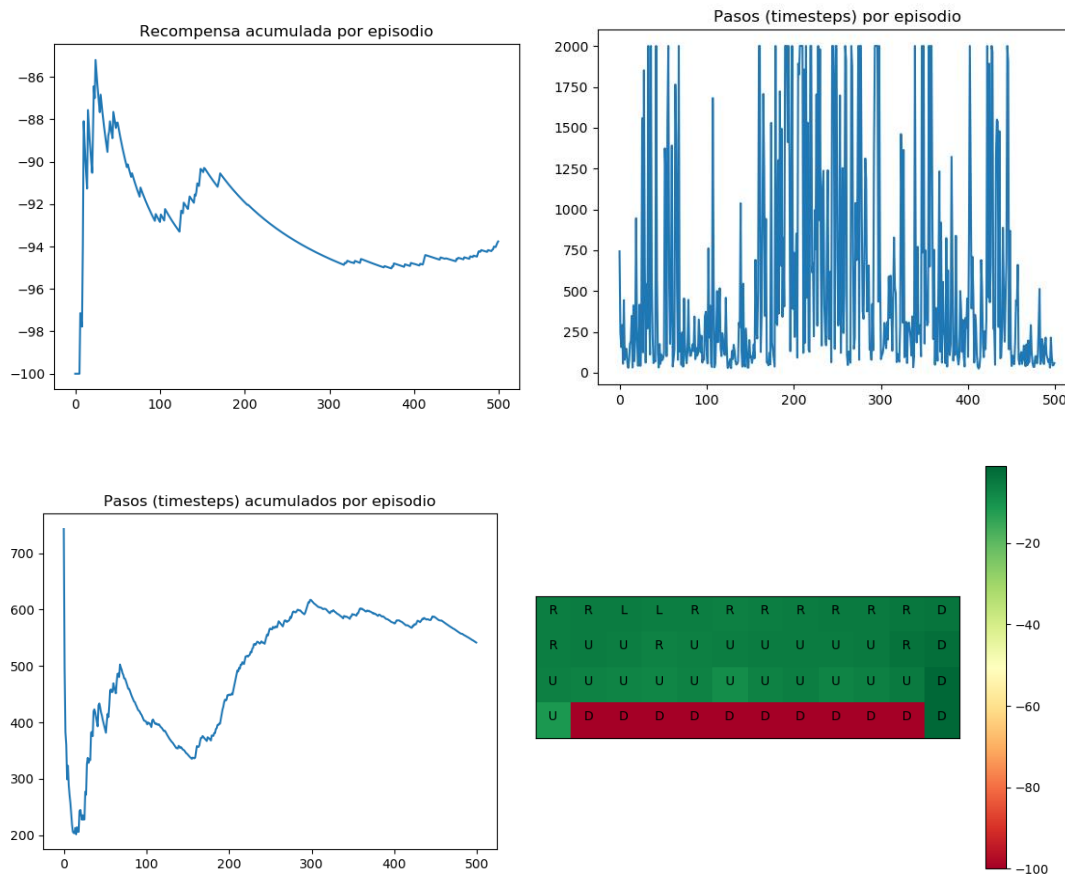 Recompensa acumulada por episodio
−86
−88
−90
−92
−94
−96
−98
−100
0 100 200 300 400 500
Pasos (timesteps) por episodio
2000
1750
1500
1250
1000
750
500
250
0
0 100 200 300 400 500
Pasos (timesteps) acumulados por episodio
700
600
500
400
300
200
0 100 200 300 400 500
R R L L R R R R R R R D
R U U R U U U U U U R D
U U U U U U U U U U U D
U D D D D D D D D D D D
−20
−40
−60
−80
−100